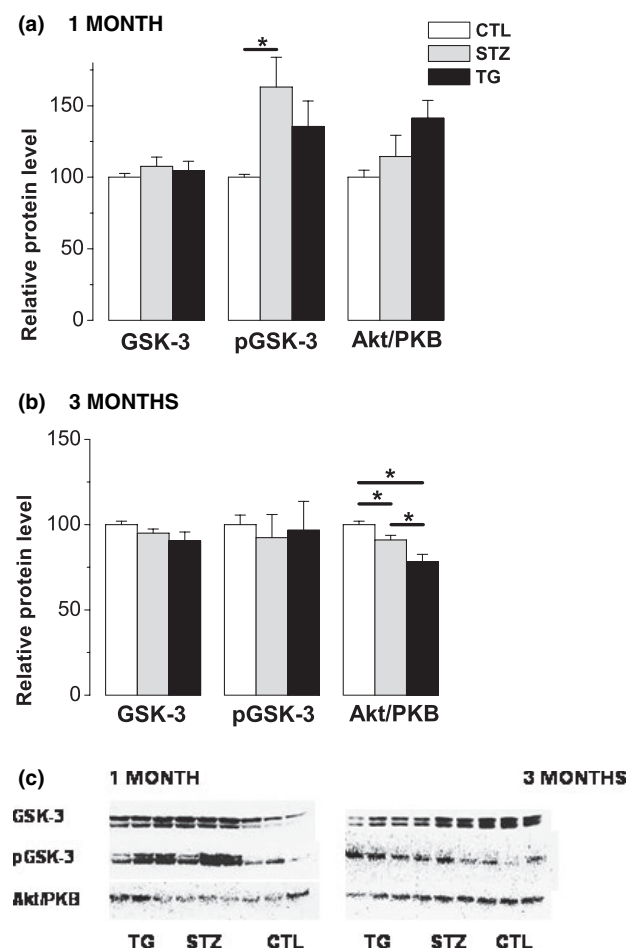 (a) 1 MONTH
CTL
STZ
TG
*
Relative protein level
150
100
50
0
GSK-3 pGSK-3 Akt/PKB
(b) 3 MONTHS
Relative protein level
150
100
50
0
*
* *
GSK-3 pGSK-3 Akt/PKB
(c) 1 MONTH 3 MONTHS
GSK-3
pGSK-3
Akt/PKB
TG STZ CTL TG STZ CTL